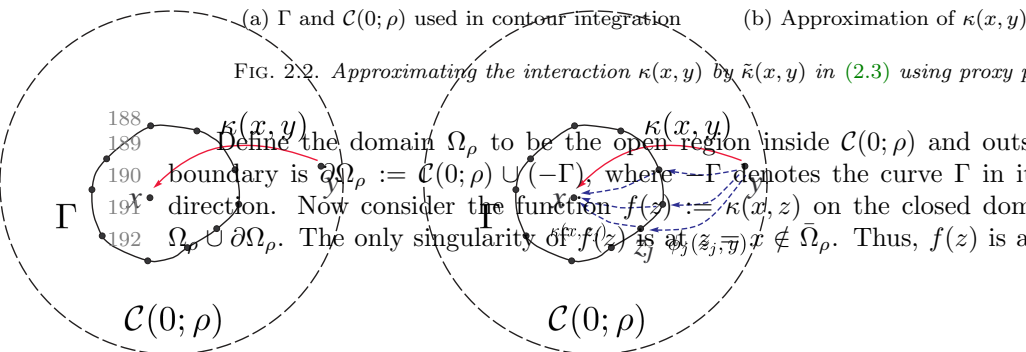 (a) Γ and 𝒞(0; ρ) used in contour integration
(b) Approximation of κ(x, y)
FIG. 2.2. Approximating the interaction κ(x, y) by κ̃(x, y) in (2.3) using proxy p
188
189 Define the domain Ω_ρ to be the open region inside 𝒞(0; ρ) and outs
190 boundary is ∂Ω_ρ := 𝒞(0; ρ) ∪ (−Γ), where −Γ denotes the curve Γ in it
191 direction. Now consider the function f(z) := κ(x, z) on the closed dom
192 Ω_ρ ∪ ∂Ω_ρ. The only singularity of f(z) is at z = x ∉ Ω̄_ρ. Thus, f(z) is a
κ(x, y)
x
y
Γ
𝒞(0; ρ)
κ(x, y)
x
y
Γ
z_j
ϕ_j(z_j, y)
𝒞(0; ρ)